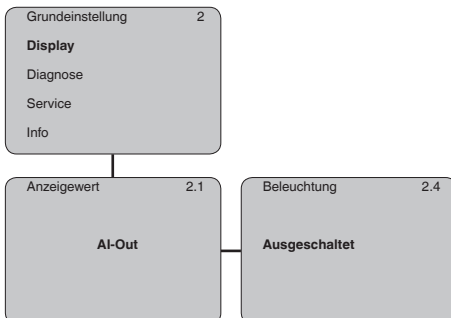 Grundeinstellung 2
Display
Diagnose
Service
Info
Anzeigewert 2.1
AI-Out
Beleuchtung 2.4
Ausgeschaltet